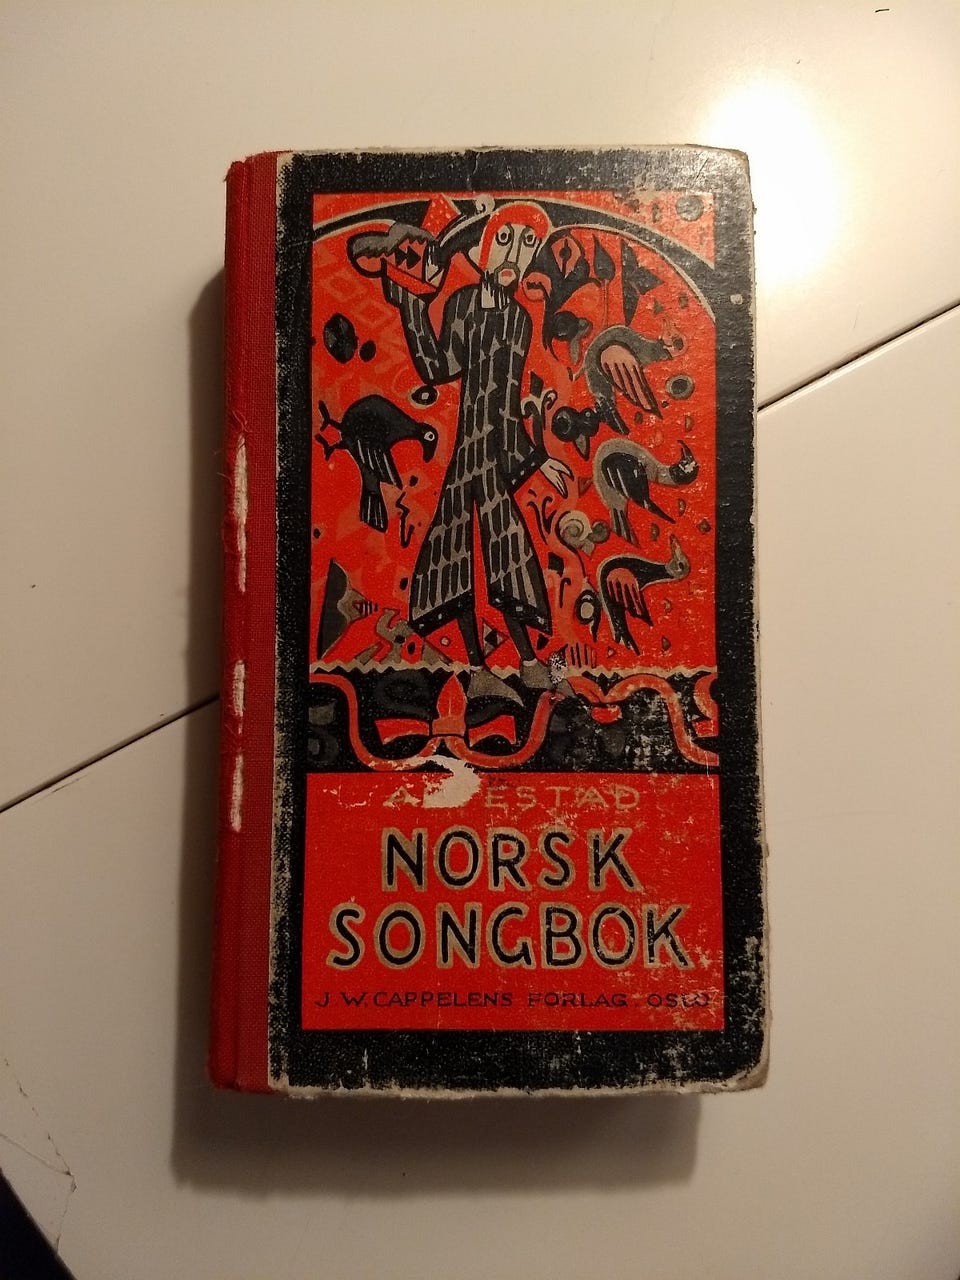 NORSK
SONGBOK
J. W. CAPPELENS FORLAG . OSLO